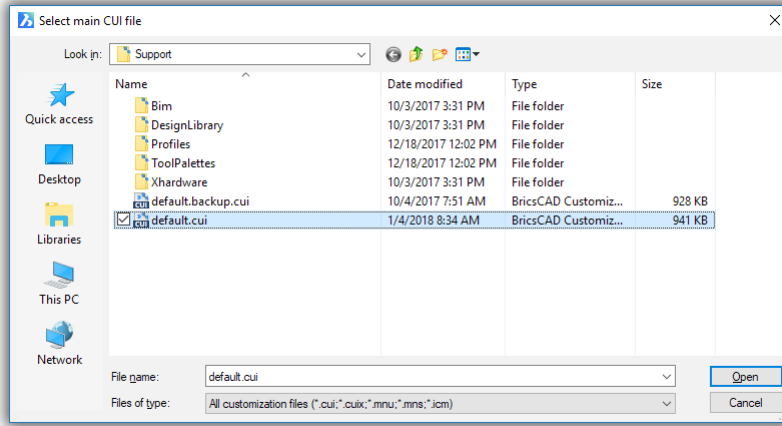 Select main CUI file
Look in: Support
Name Date modified Type Size
Quick access
Desktop
Libraries
This PC
Network
Bim 10/3/2017 3:31 PM File folder
DesignLibrary 10/3/2017 3:31 PM File folder
Profiles 12/18/2017 12:02 PM File folder
ToolPalettes 12/18/2017 12:02 PM File folder
Xhardware 10/3/2017 3:31 PM File folder
CUI default.backup.cui 10/4/2017 7:51 AM BricsCAD Customiz... 928 KB
CUI default.cui 1/4/2018 8:34 AM BricsCAD Customiz... 941 KB
File name: default.cui Open
Files of type: All customization files (*.cui;*.cuix;*.mnu;*.mns;*.icm) Cancel